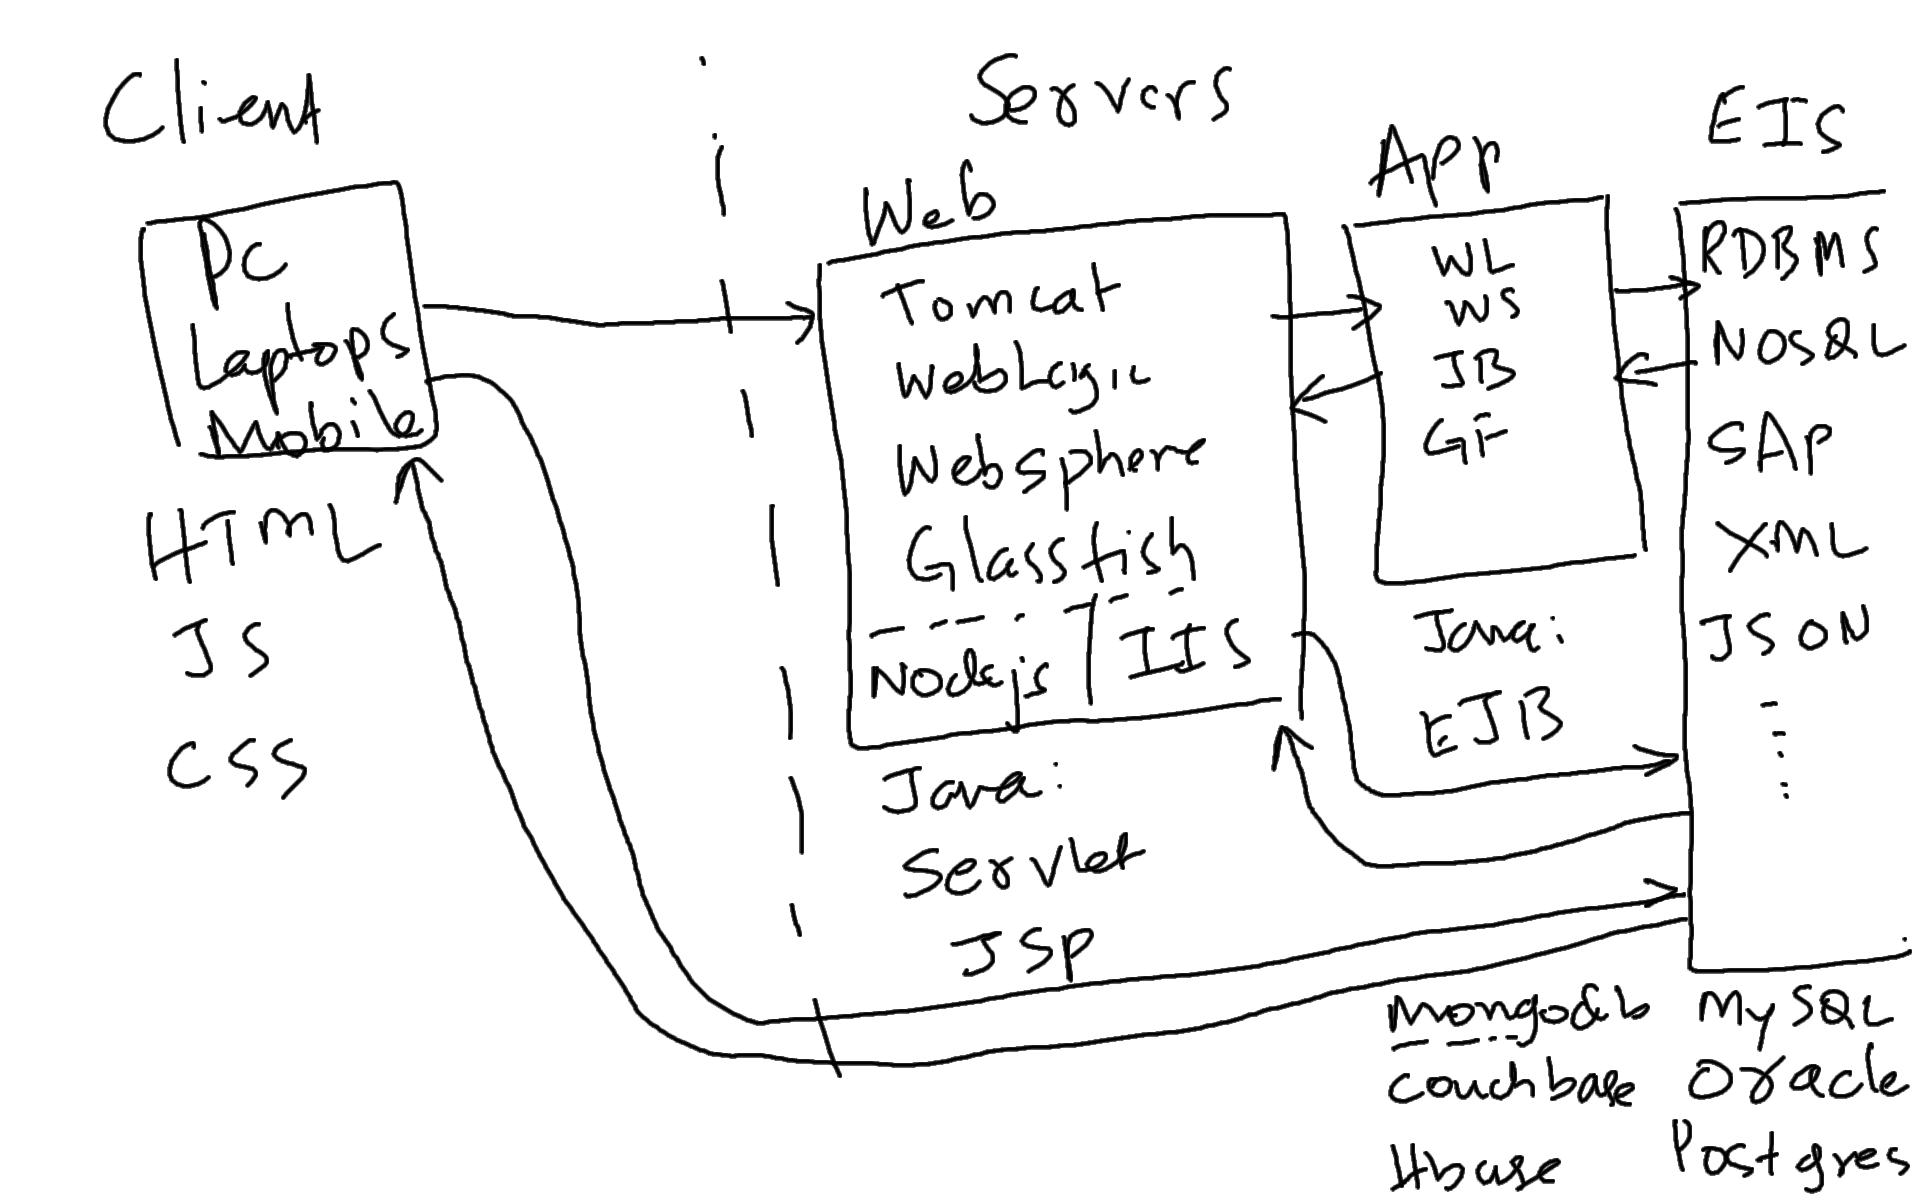 Client
PC
Laptops
Mobile
HTML
JS
CSS
Servers
Web
Tomcat
WebLogic
Websphere
Glassfish
Nodejs / IIS
Java:
Servlet
JSP
App
WL
WS
JB
GF
Java:
EJB
EIS
RDBMS
NOSQL
SAP
XML
JSON
Mongodb
Couchbase
Hbase
MySQL
Oracle
Postgres